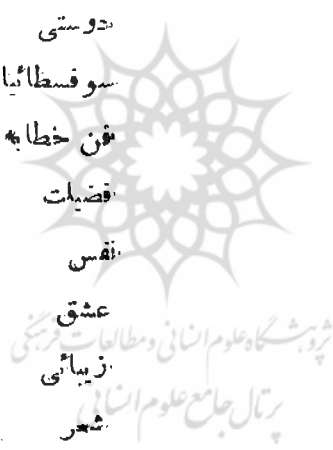 دوستی
سوفسطائیا
فن خطابه
فضیلت
نفس
عشق
پژوهشگاه علوم انسانی و مطالعات فرهنگی
زیبائی
پرتال جامع علوم انسانی
شعر